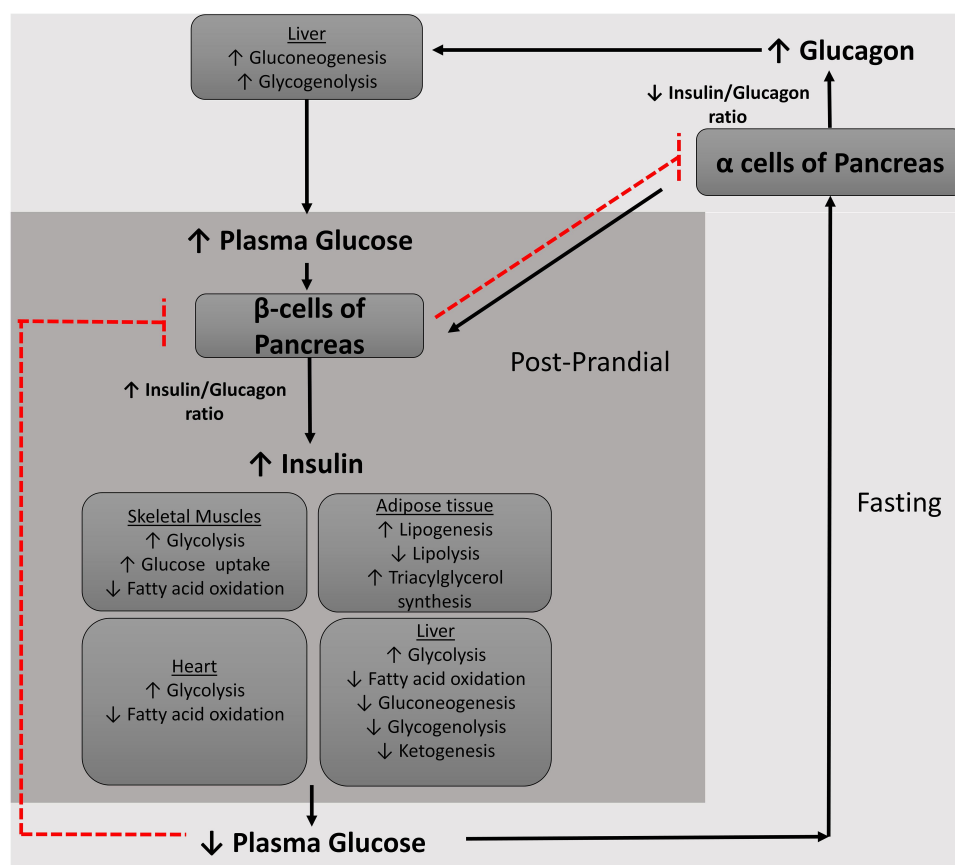 Liver
↑ Gluconeogenesis
↑ Glycogenolysis
↑ Glucagon
↓ Insulin/Glucagon
ratio
α cells of Pancreas
↑ Plasma Glucose
β-cells of
Pancreas
Post-Prandial
↑ Insulin/Glucagon
ratio
↑ Insulin
Skeletal Muscles
↑ Glycolysis
↑ Glucose uptake
↓ Fatty acid oxidation
Adipose tissue
↑ Lipogenesis
↓ Lipolysis
↑ Triacylglycerol
synthesis
Fasting
Heart
↑ Glycolysis
↓ Fatty acid oxidation
Liver
↑ Glycolysis
↓ Fatty acid oxidation
↓ Gluconeogenesis
↓ Glycogenolysis
↓ Ketogenesis
↓ Plasma Glucose